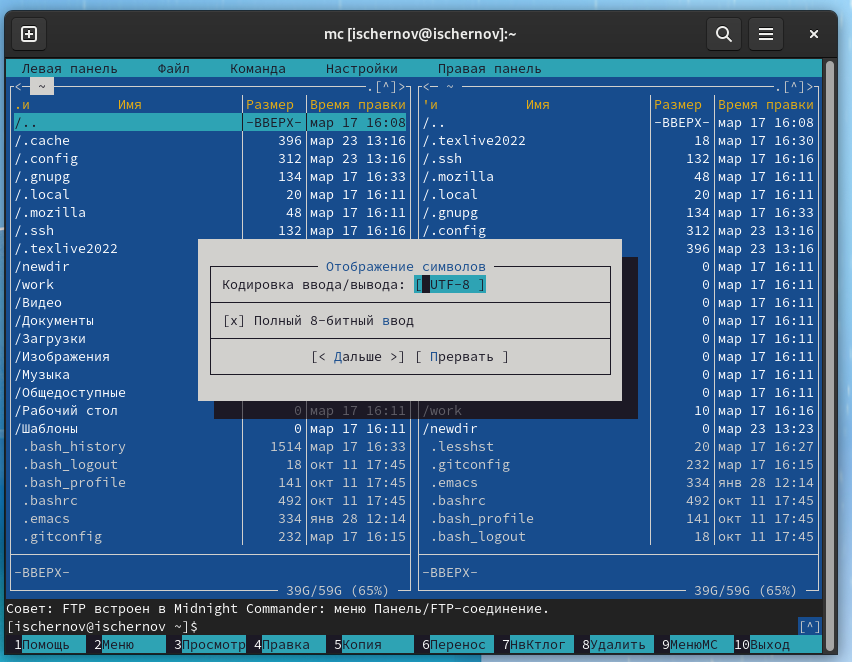 mc [ischernov@ischernov]:~
Левая панель Файл Команда Настройки Правая панель
<─ ~ ─.[^]>
<─ ~ ─.[^]>
.и Имя Размер Время правки
'и Имя Размер Время правки
/.. -ВВЕРХ- мар 17 16:08 /.. -ВВЕРХ- мар 17 16:08
/.cache 396 мар 23 13:16 /.texlive2022 18 мар 17 16:30
/.config 312 мар 23 13:16 /.ssh 132 мар 17 16:16
/.gnupg 134 мар 17 16:33 /.mozilla 48 мар 17 16:11
/.local 20 мар 17 16:11 /.local 20 мар 17 16:11
/.mozilla 48 мар 17 16:11 /.gnupg 134 мар 17 16:33
/.ssh 132 мар 17 16:16 /.config 312 мар 23 13:16
/.texlive2022 396 мар 23 13:16
/newdir 0 мар 17 16:11
/work 0 мар 17 16:11
/Видео 0 мар 17 16:11
/Документы 0 мар 17 16:11
/Загрузки 0 мар 17 16:11
/Изображения 0 мар 17 16:11
/Музыка 0 мар 17 16:11
/Общедоступные 0 мар 17 16:11
/Рабочий стол 0 мар 17 16:11 /work 10 мар 17 16:16
/Шаблоны 0 мар 17 16:11 /newdir 0 мар 23 13:23
.bash_history 1514 мар 17 16:33 .lesshst 20 мар 17 16:27
.bash_logout 18 окт 11 17:45 .gitconfig 232 мар 17 16:15
.bash_profile 141 окт 11 17:45 .emacs 334 янв 28 12:14
.bashrc 492 окт 11 17:45 .bashrc 492 окт 11 17:45
.emacs 334 янв 28 12:14 .bash_profile 141 окт 11 17:45
.gitconfig 232 мар 17 16:15 .bash_logout 18 окт 11 17:45
Отображение символов
Кодировка ввода/вывода: [ UTF-8 ]
[x] Полный 8-битный ввод
[< Дальше >] [ Прервать ]
-ВВЕРХ- -ВВЕРХ-
39G/59G (65%) 39G/59G (65%)
Совет: FTP встроен в Midnight Commander: меню Панель/FTP-соединение.
[ischernov@ischernov ~]$ [^]
1Помощь 2Меню 3Просмотр 4Правка 5Копия 6Перенос 7НвКтлог 8Удалить 9МенюМС 10Выход